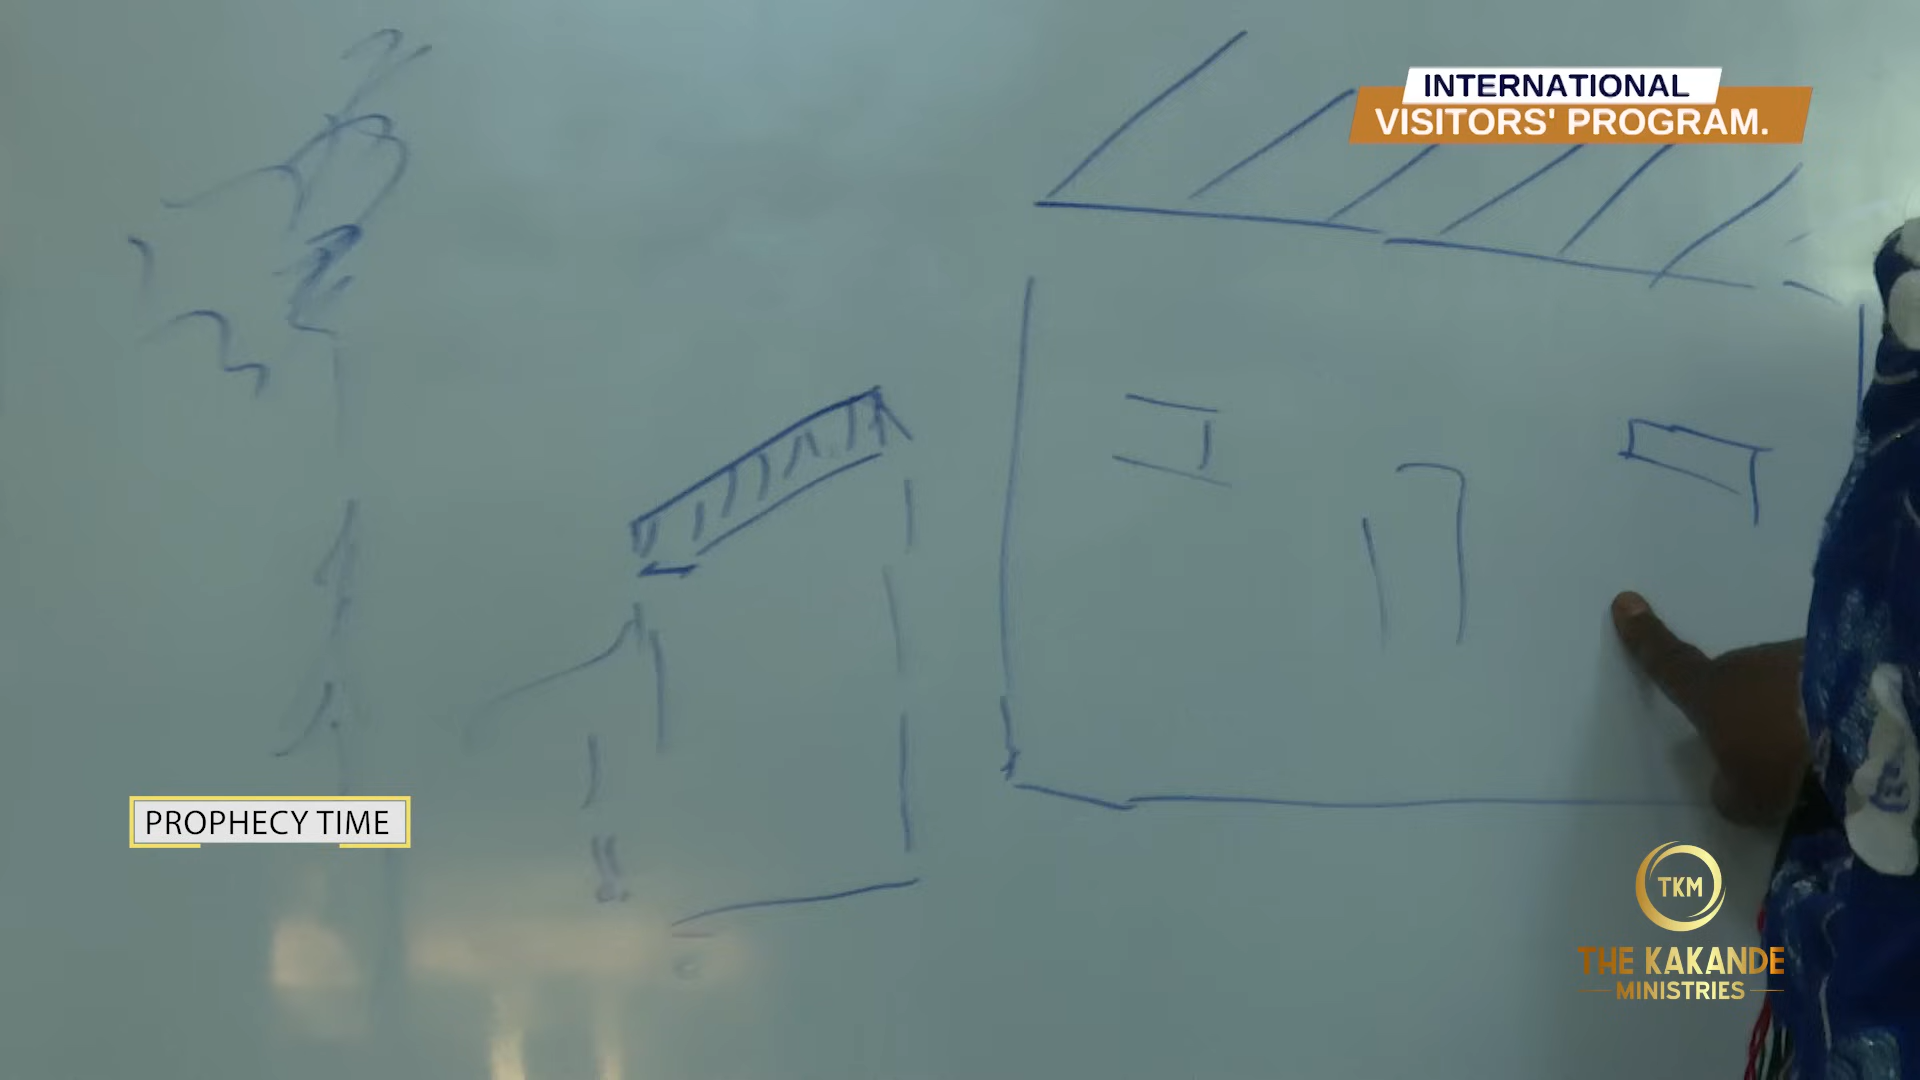 INTERNATIONAL
VISITORS' PROGRAM.
PROPHECY TIME
TKM
THE KAKANDE
MINISTRIES